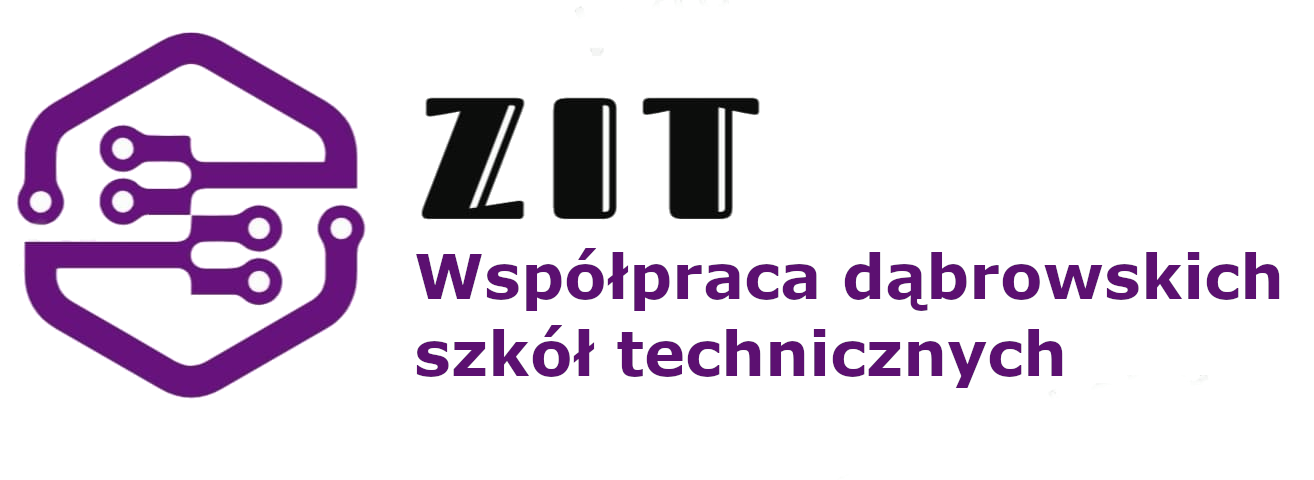 ZIT
Współpraca dąbrowskich
szkół technicznych